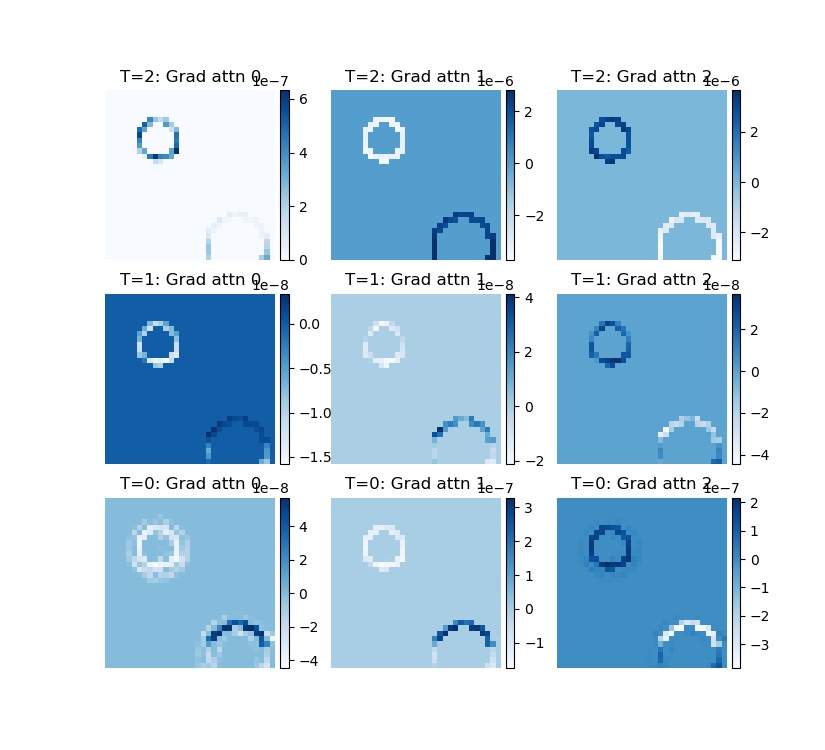 T=2: Grad attn 0
1e−7
T=2: Grad attn 1
1e−6
T=2: Grad attn 2
1e−6
6
4
2
0
2
0
−2
2
0
−2
T=1: Grad attn 0
1e−8
T=1: Grad attn 1
1e−8
T=1: Grad attn 2
1e−8
0.0
−0.5
−1.0
−1.5
4
2
0
−2
2
0
−2
−4
T=0: Grad attn 0
1e−8
T=0: Grad attn 1
1e−7
T=0: Grad attn 2
1e−7
4
2
0
−2
−4
3
2
1
0
−1
2
1
0
−1
−2
−3